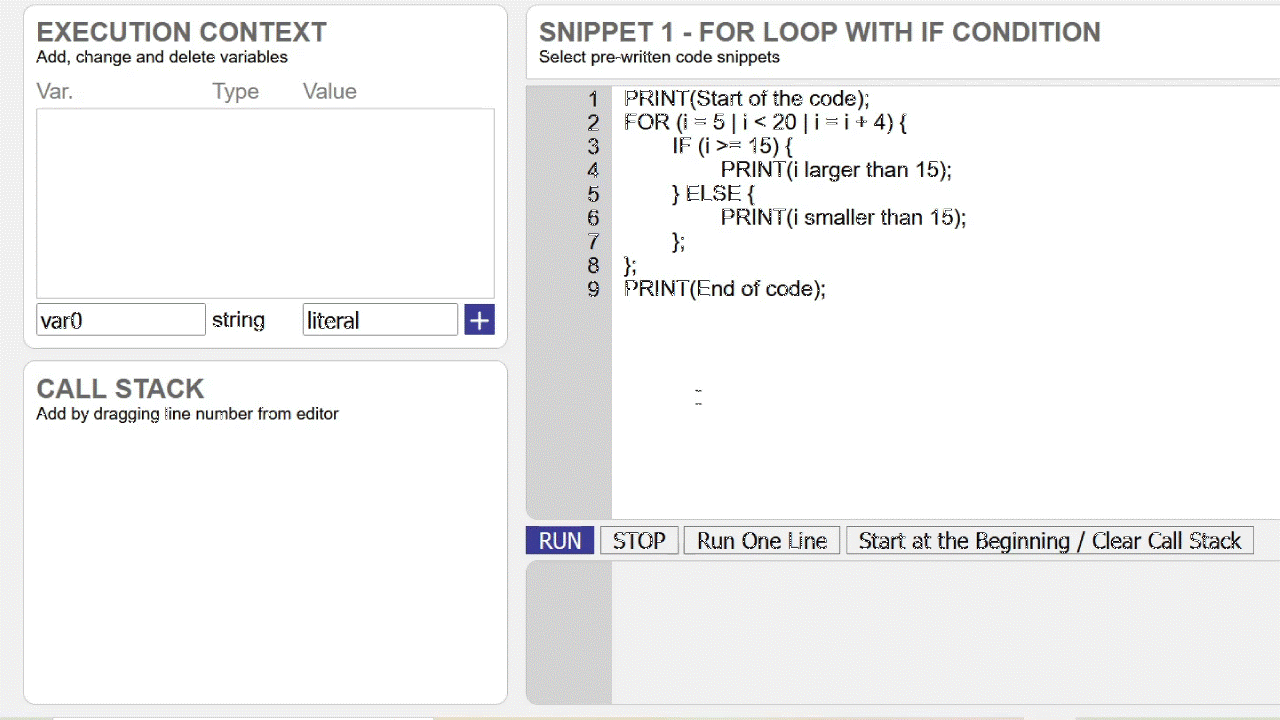 EXECUTION CONTEXT
Add, change and delete variables
Var. Type Value
var0 string literal +
CALL STACK
Add by dragging line number from editor
SNIPPET 1 - FOR LOOP WITH IF CONDITION
Select pre-written code snippets
1 PRINT(Start of the code);
2 FOR (i = 5 | i < 20 | i = i + 4) {
3 IF (i >= 15) {
4 PRINT(i larger than 15);
5 } ELSE {
6 PRINT(i smaller than 15);
7 };
8 };
9 PRINT(End of code);
RUN STOP Run One Line Start at the Beginning / Clear Call Stack